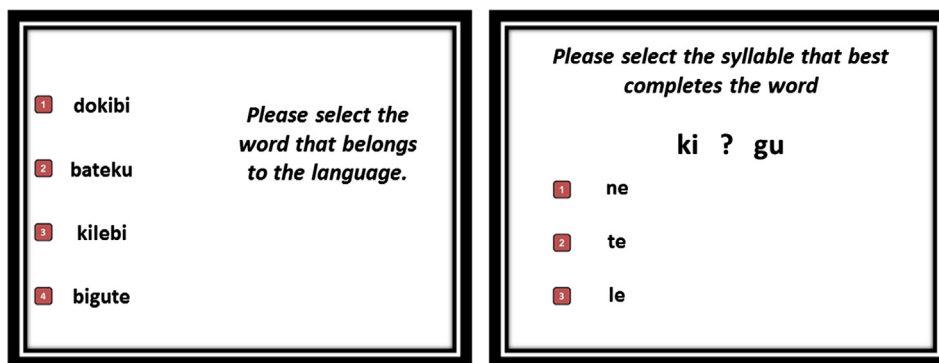 1 dokibi
2 bateku
3 kilebi
4 bigute
Please select the
word that belongs
to the language.
Please select the syllable that best
completes the word
ki ? gu
1 ne
2 te
3 le